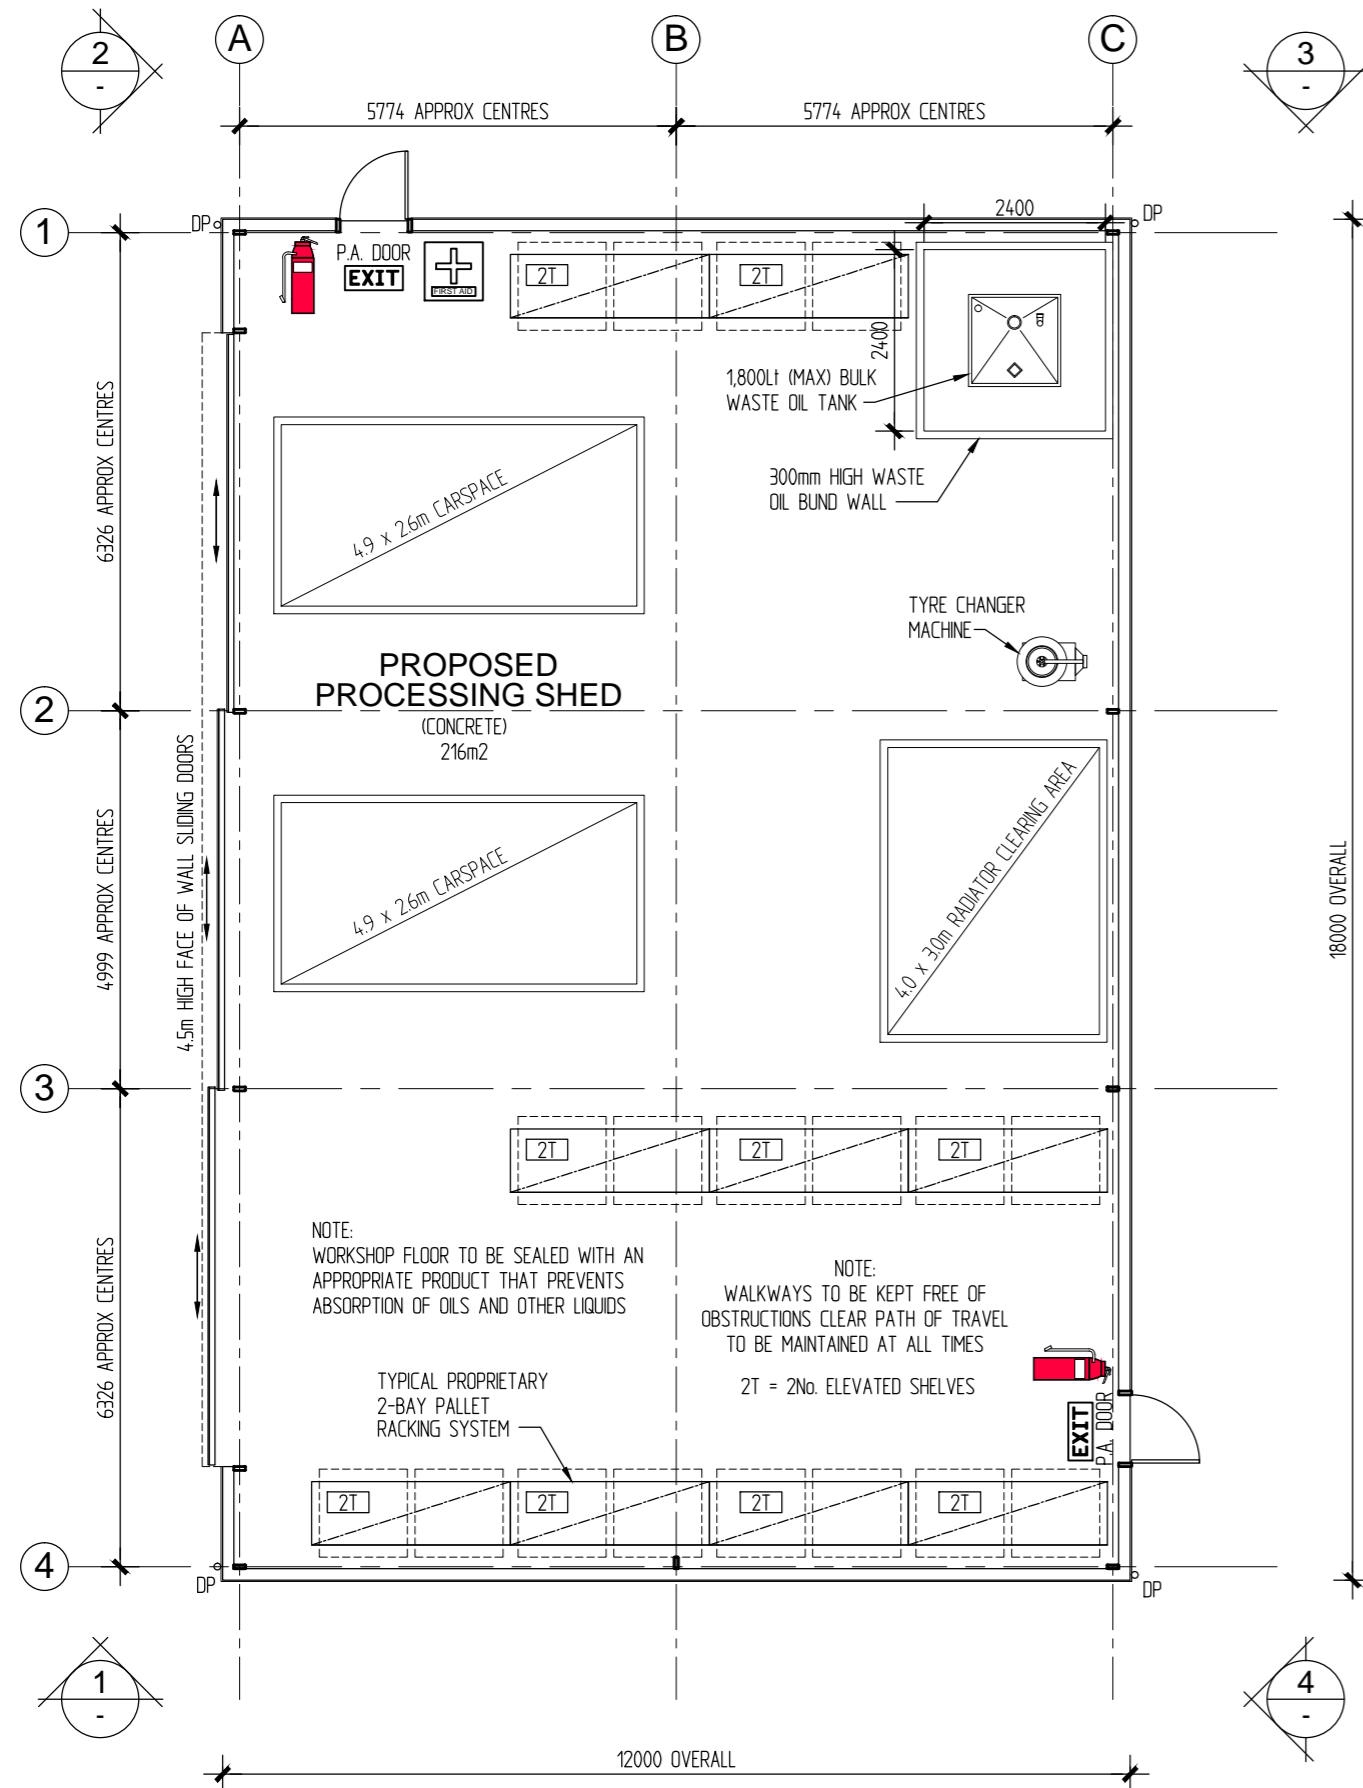 2
-
A
B
C
3
-
5774 APPROX CENTRES
5774 APPROX CENTRES
1
DP
2400
DP
P.A. DOOR
EXIT
FIRST AID
2T
2T
2400
1,800Lt (MAX) BULK
WASTE OIL TANK
6326 APPROX CENTRES
4.9 x 2.6m CARSPACE
300mm HIGH WASTE
OIL BUND WALL
TYRE CHANGER
MACHINE
PROPOSED
PROCESSING SHED
(CONCRETE)
216m2
2
4.5m HIGH FACE OF WALL SLIDING DOORS
4999 APPROX CENTRES
4.9 x 2.6m CARSPACE
4.0 x 3.0m RADIATOR CLEARING AREA
18000 OVERALL
3
2T
2T
2T
6326 APPROX CENTRES
NOTE:
WORKSHOP FLOOR TO BE SEALED WITH AN
APPROPRIATE PRODUCT THAT PREVENTS
ABSORPTION OF OILS AND OTHER LIQUIDS
NOTE:
WALKWAYS TO BE KEPT FREE OF
OBSTRUCTIONS CLEAR PATH OF TRAVEL
TO BE MAINTAINED AT ALL TIMES
2T = 2No. ELEVATED SHELVES
TYPICAL PROPRIETARY
2-BAY PALLET
RACKING SYSTEM
EXIT
P.A. DOOR
2T
2T
2T
2T
4
DP
DP
1
-
4
-
12000 OVERALL